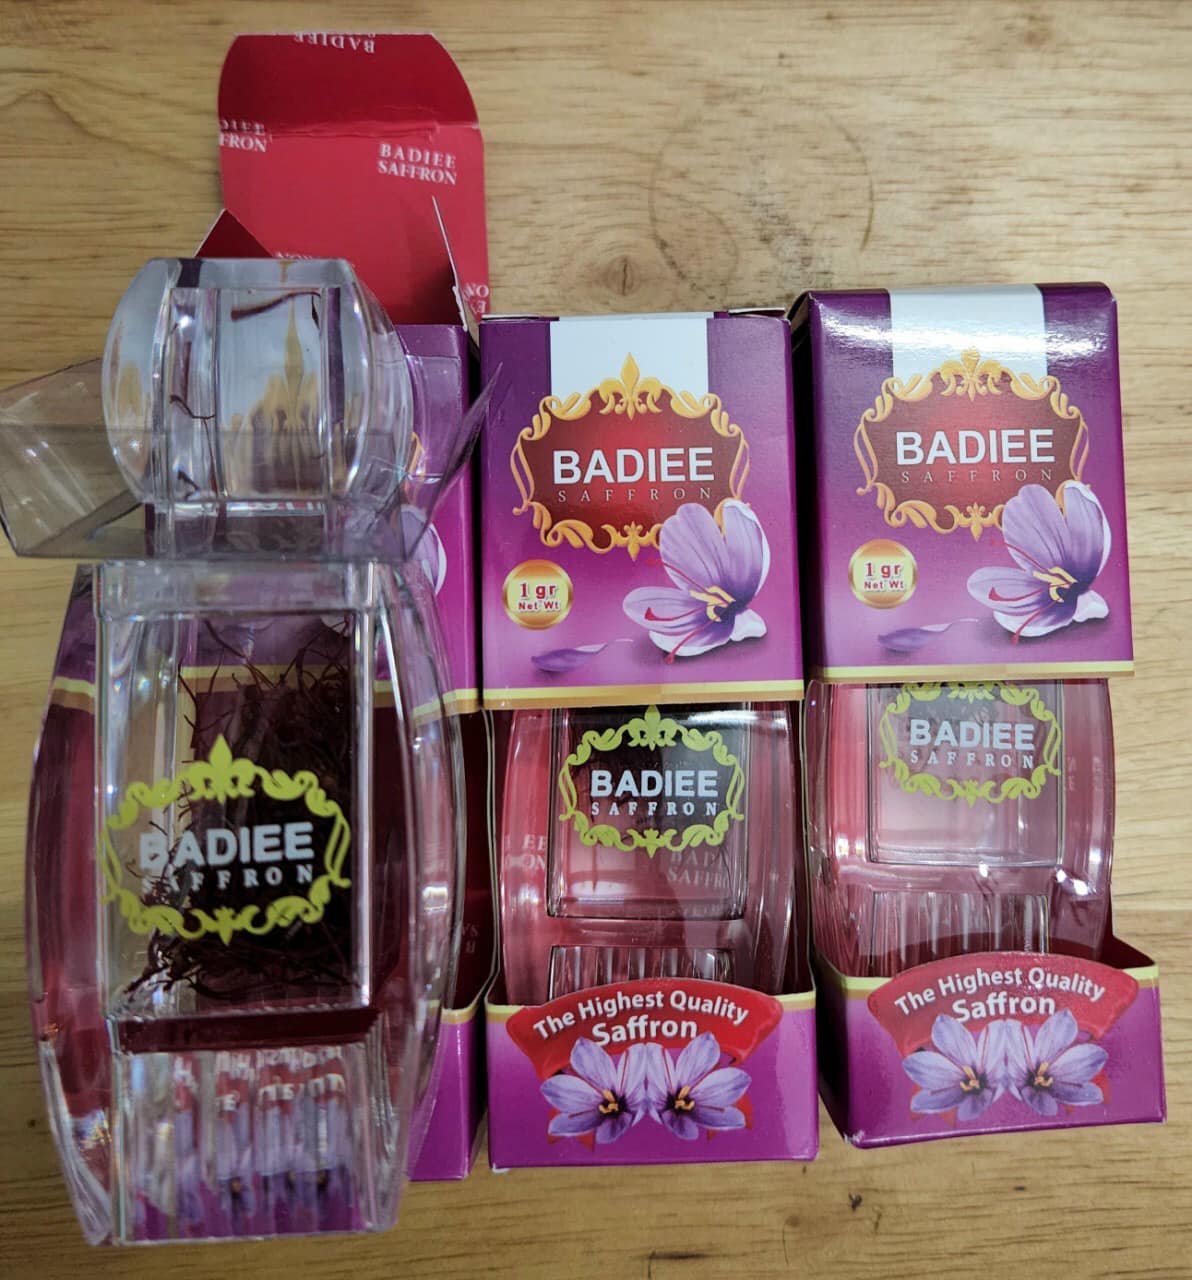 BADIEE
BADIEE
SAFFRON
BADIEE
SAFFRON
1 gr
Net Wt
BADIEE
SAFFRON
1 gr
Net Wt
BADIEE
SAFFRON
BADIEE
SAFFRON
BADIEE
SAFFRON
The Highest Quality
Saffron
The Highest Quality
Saffron